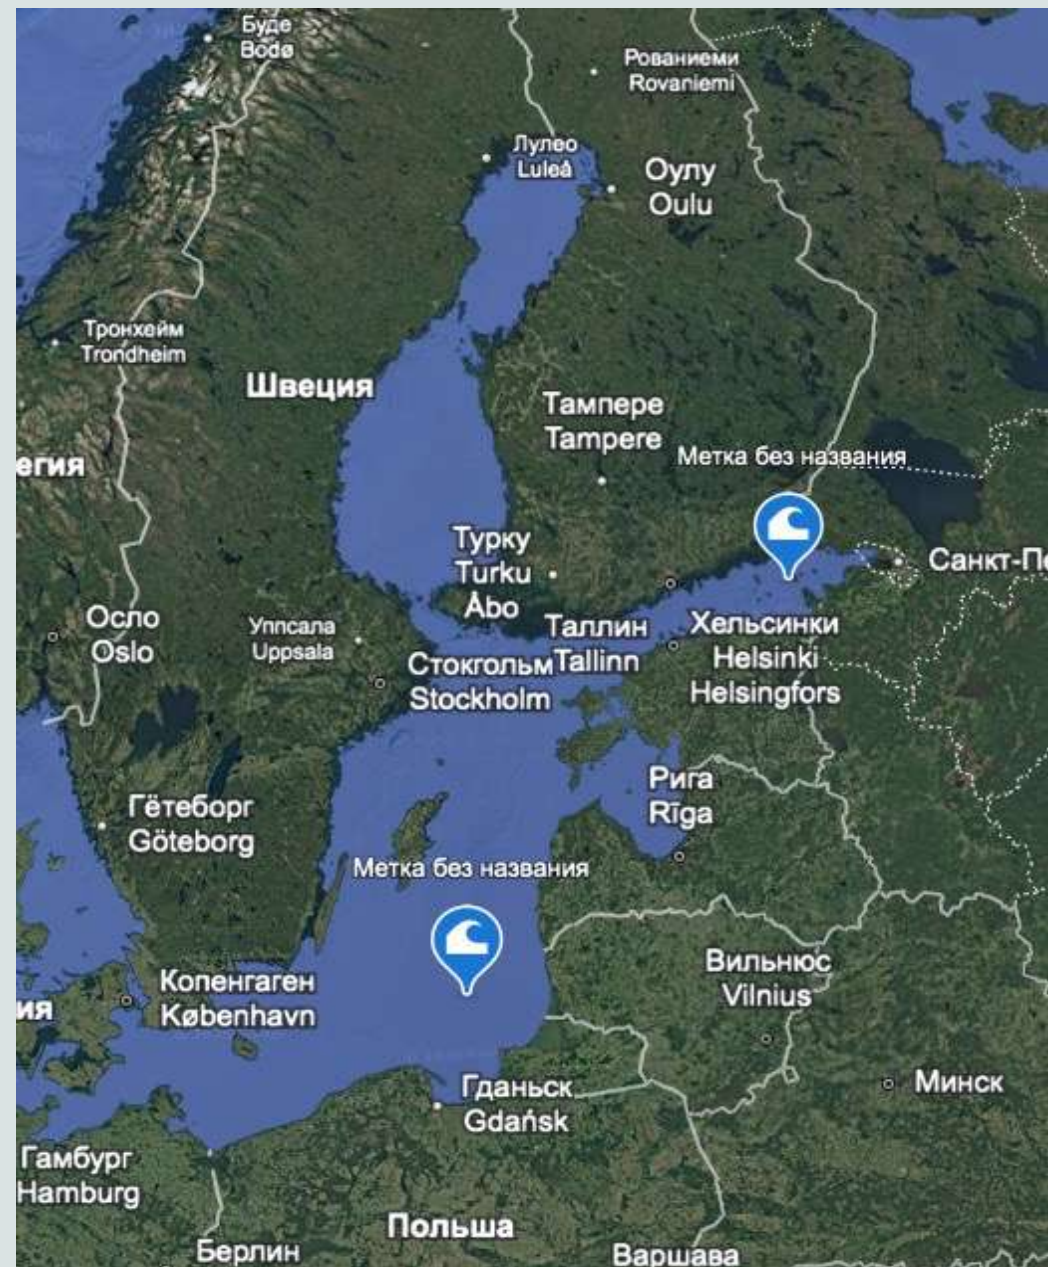 Буде
Bodø
Рованиеми
Rovaniemi
Лулео
Luleå
Оулу
Oulu
Тронхейм
Trondheim
Швеция
Тампере
Tampere
Метка без названия
егия
Турку
Turku
Åbo
Санкт-Пе
Осло
Oslo
Уппсала
Uppsala
Таллин
Tallinn
Хельсинки
Helsinki
Helsingfors
Стокгольм
Stockholm
Рига
Rīga
Гётеборг
Göteborg
Метка без названия
Вильнюс
Vilnius
Копенгаген
København
ия
Гданьск
Gdańsk
Минск
Гамбург
Hamburg
Польша
Берлин
Варшава